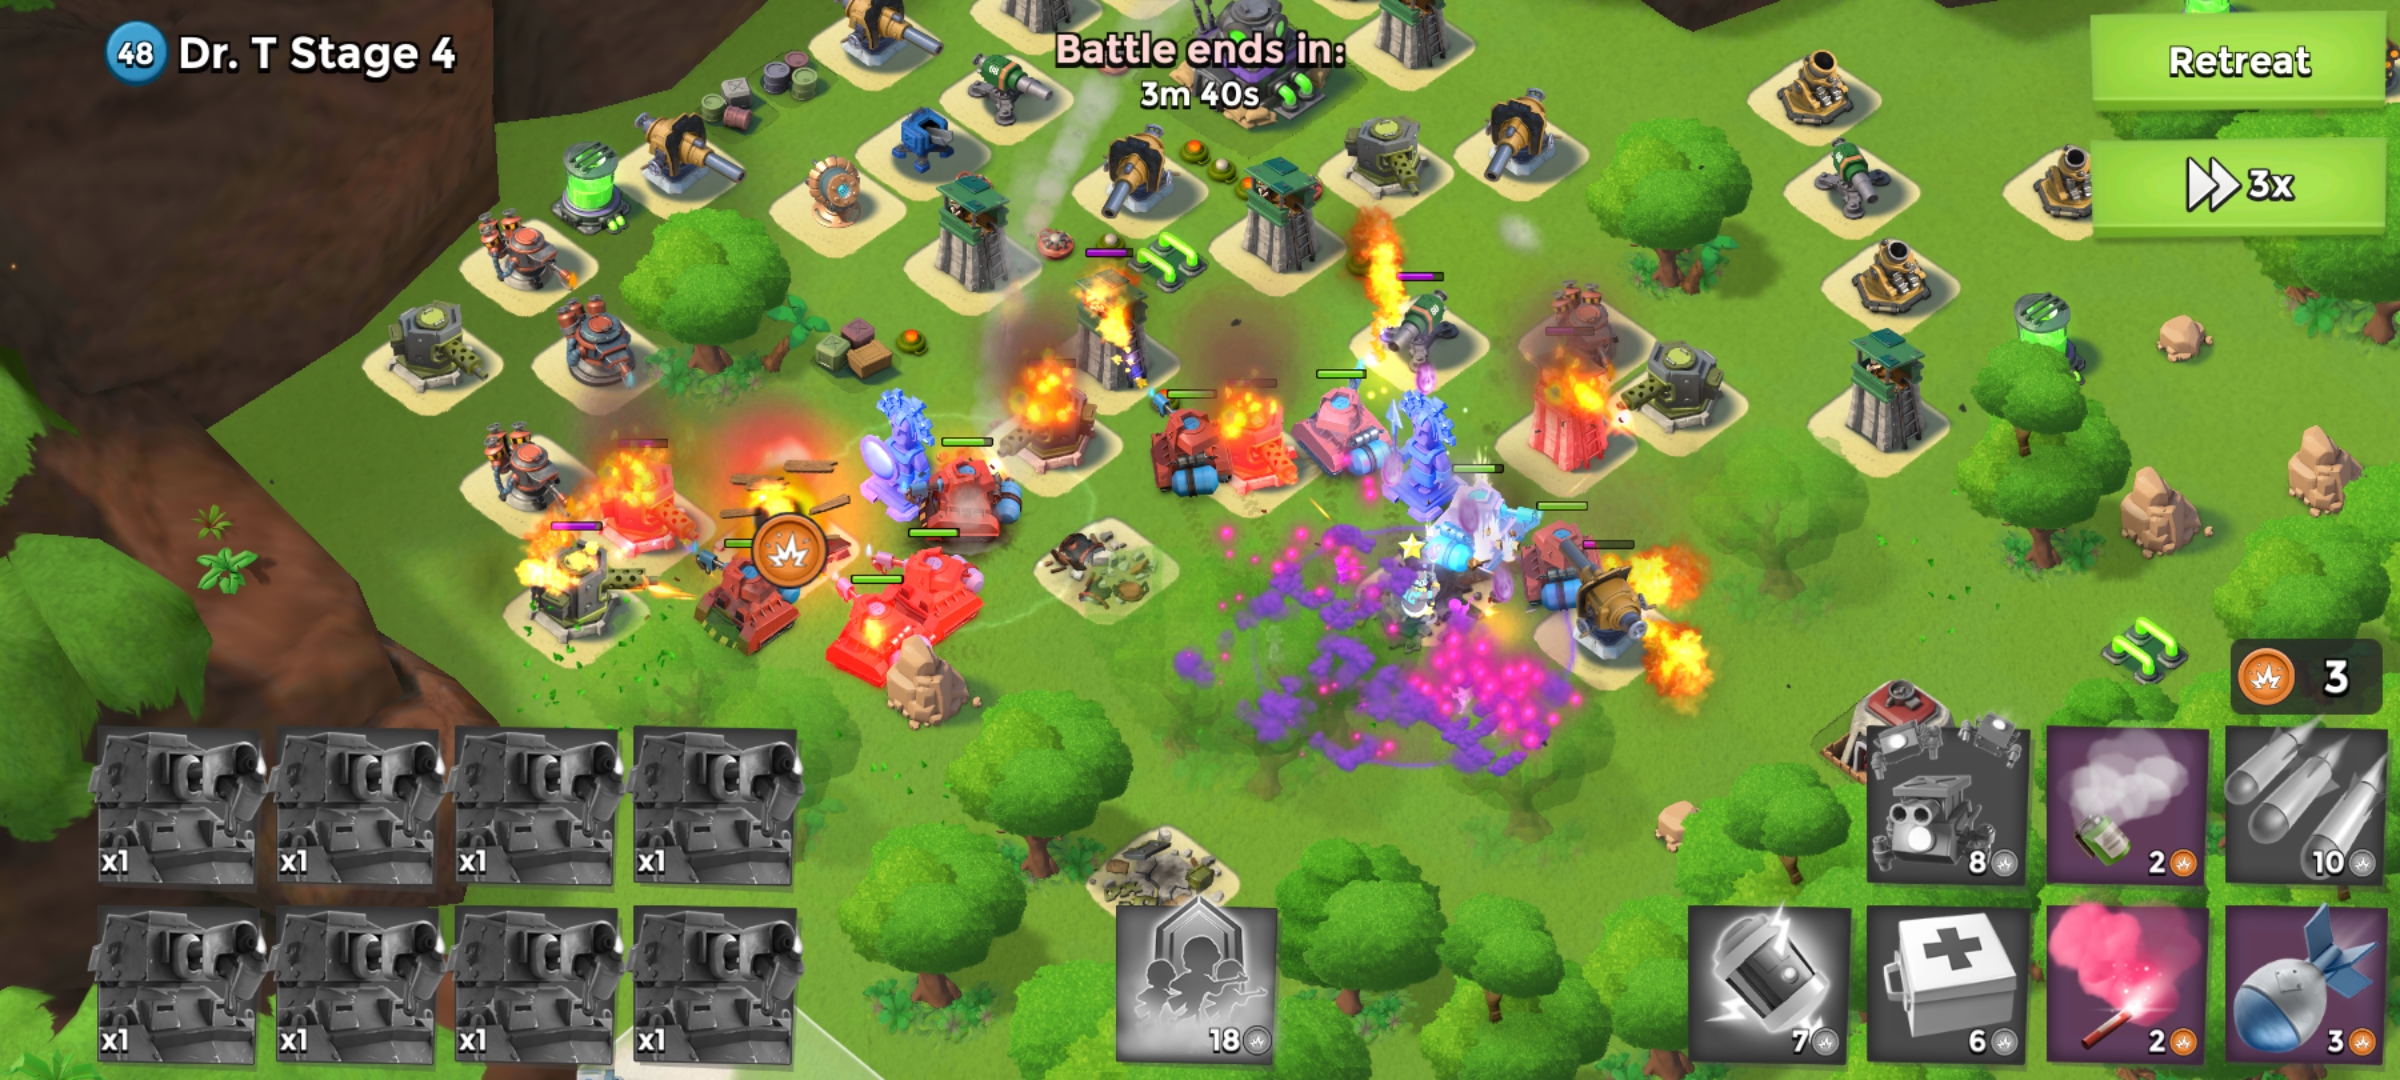 48 Dr. T Stage 4
Battle ends in:
3m 40s
Retreat
3x
3
x1 x1 x1 x1
8 2 10
x1 x1 x1 x1
18
7 6 2 3